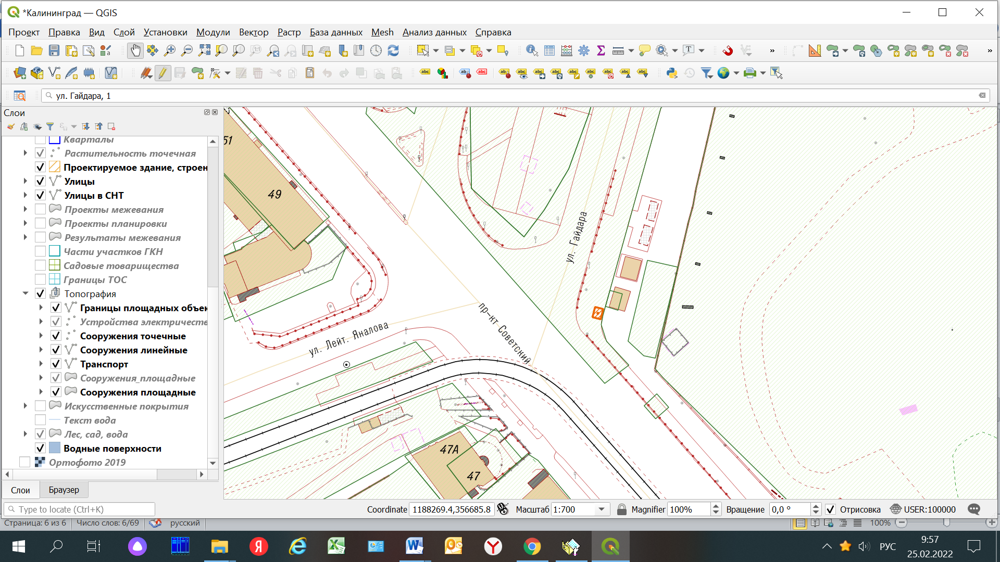 *Калининград — QGIS
Проект Правка Вид Слой Установки Модули Вектор Растр База данных Mesh Анализ данных Справка
ул. Гайдара, 1
Слои
Кварталы
Растительность точечная
Проектируемое здание, строен
Улицы
Улицы в СНТ
Проекты межевания
Проекты планировки
Результаты межевания
Части участков ГКН
Садовые товарищества
Границы ТОС
Топография
Границы площадных объек
Устройства электричеств
Сооружения точечные
Сооружения линейные
Транспорт
Сооружения_площадные
Сооружения площадные
Искусственные покрытия
Текст вода
Лес, сад, вода
Водные поверхности
Ортофото 2019
Слои Браузер
51
49
ул. Гайдара
пр-кт Советский
ул. Лейт. Яналова
47А
47
Type to locate (Ctrl+K)
Coordinate 1188269.4,356685.8 Масштаб 1:700 Magnifier 100% Вращение 0,0 ° Отрисовка USER:100000
Страница: 6 из 6 Число слов: 6/69 русский 100%
РУС
9:57
25.02.2022